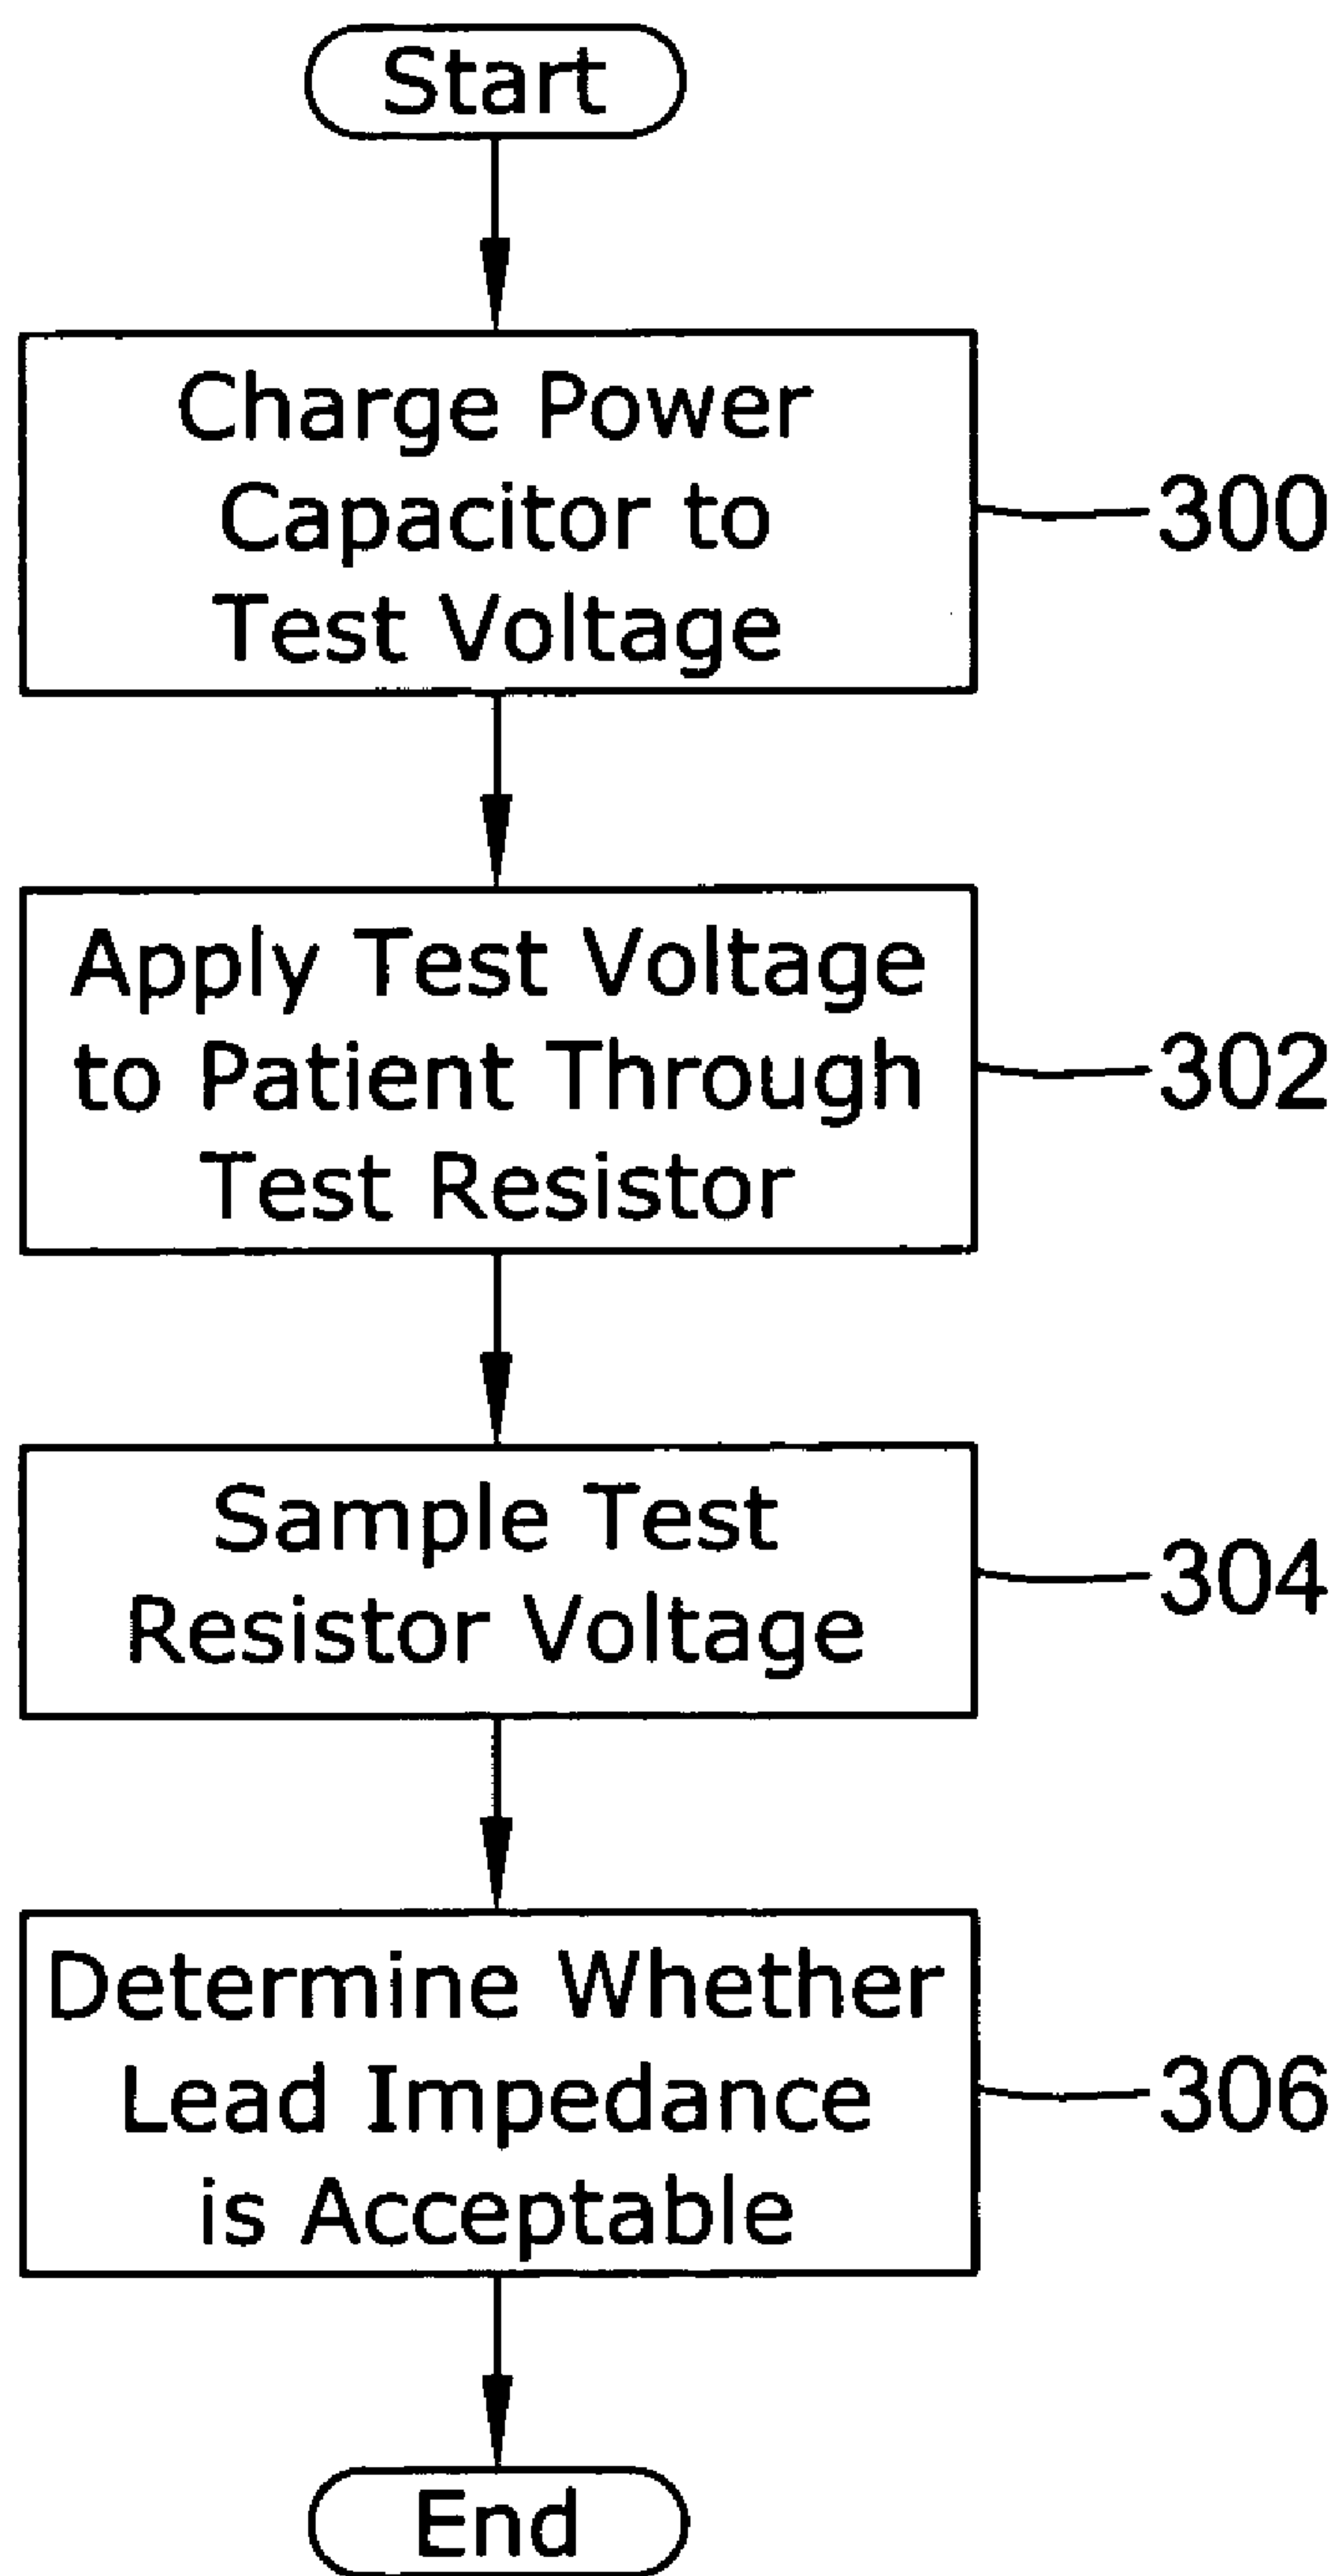 Start
Charge Power
Capacitor to
Test Voltage
300
Apply Test Voltage
to Patient Through
Test Resistor
302
Sample Test
Resistor Voltage
304
Determine Whether
Lead Impedance
is Acceptable
306
End